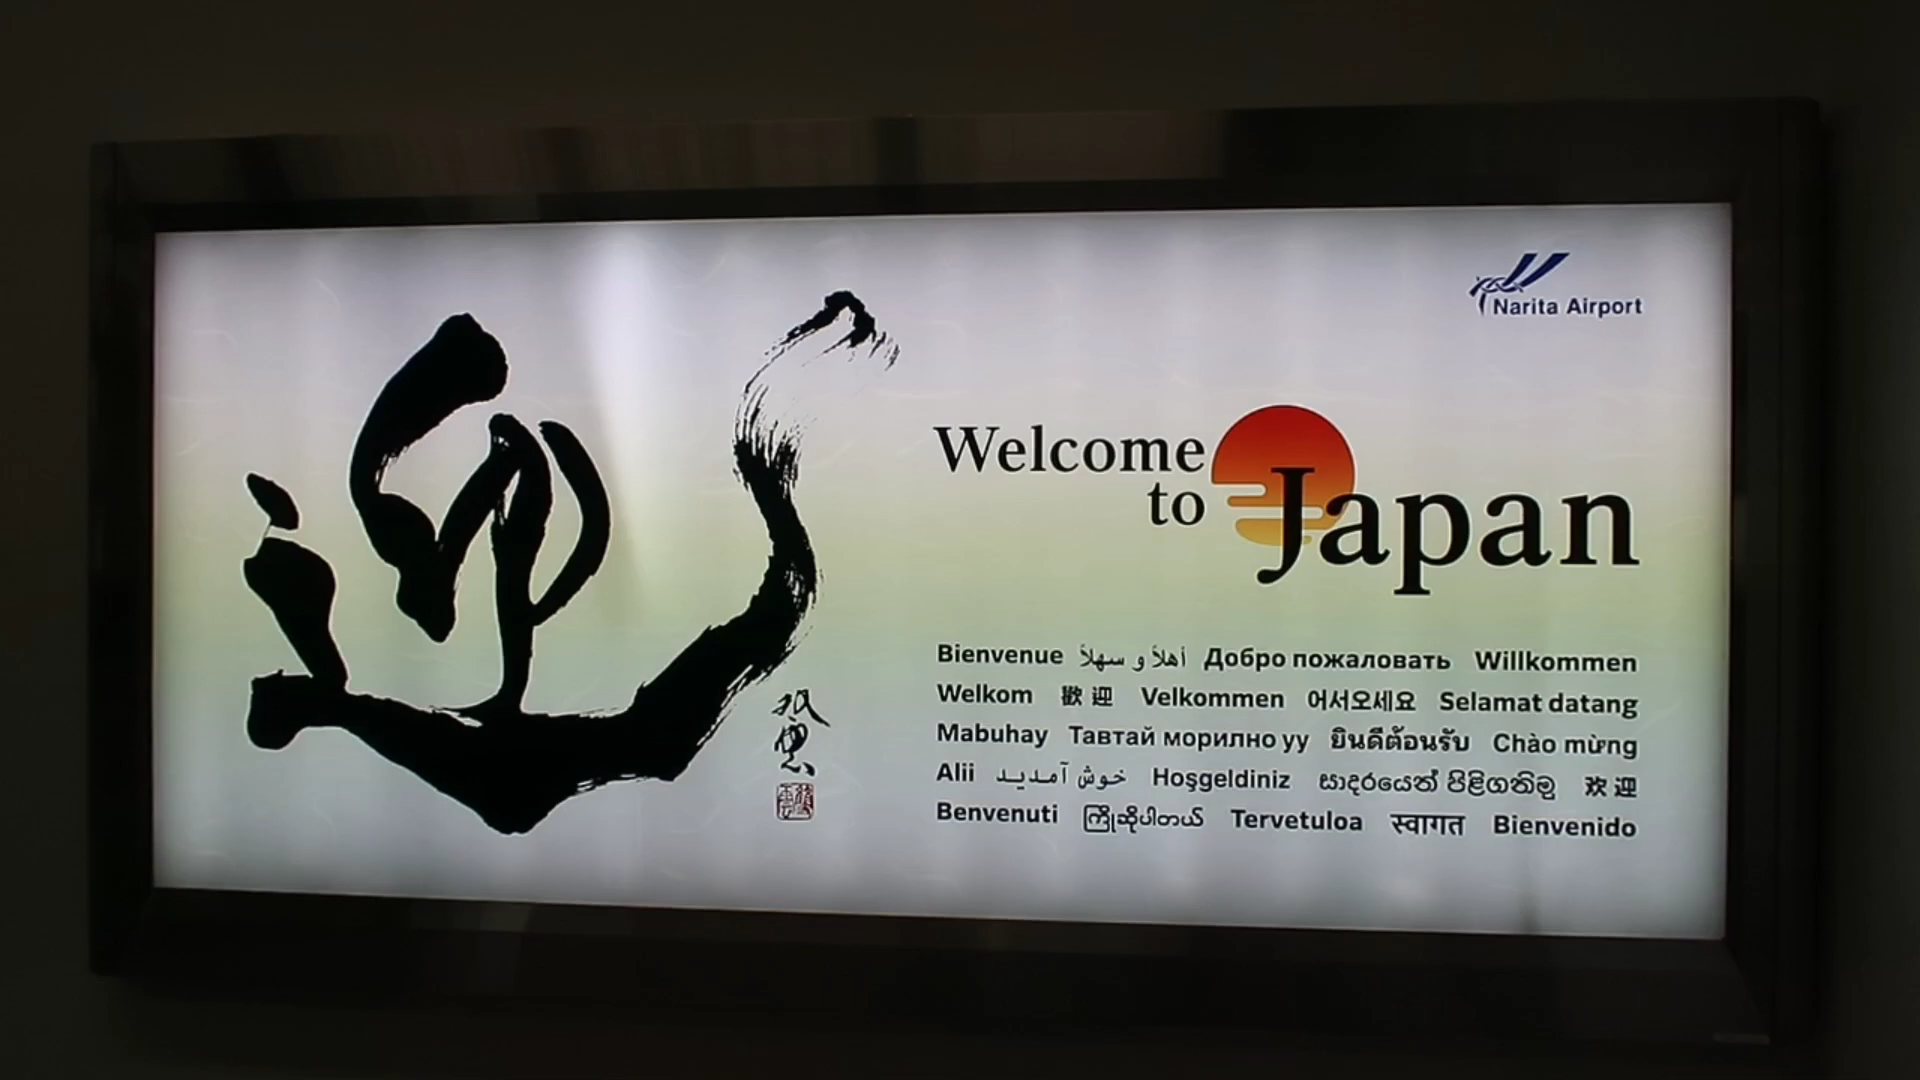 迎
Narita Airport
Welcome
to Japan
Bienvenue أهلاً و سهلاً Добро пожаловать Willkommen
Welkom 歡迎 Velkommen 어서오세요 Selamat datang
Mabuhay Тавтай морилно уу ยินดีต้อนรับ Chào mừng
Alii خوش آمدید Hoşgeldiniz සාදරයෙන් පිළිගනිමු 欢迎
Benvenuti ကြိုဆိုပါတယ် Tervetuloa स्वागत Bienvenido